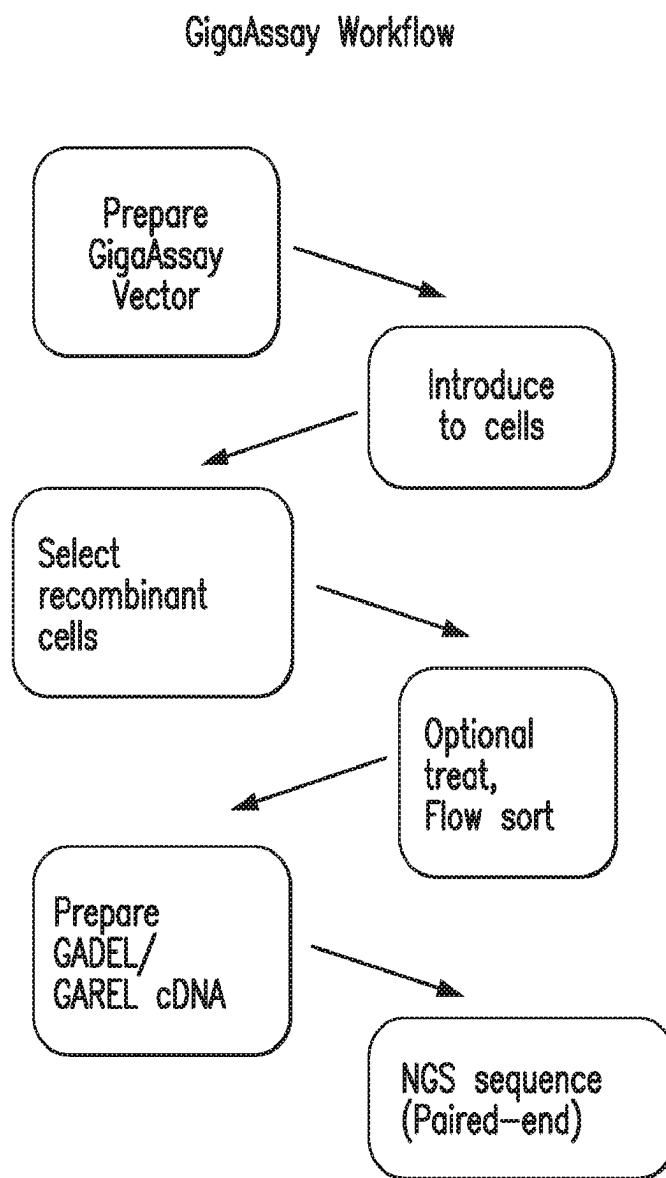 GigaAssay Workflow
Prepare
GigaAssay
Vector
Introduce
to cells
Select
recombinant
cells
Optional
treat,
Flow sort
Prepare
GADEL/
GAREL cDNA
NGS sequence
(Paired-end)